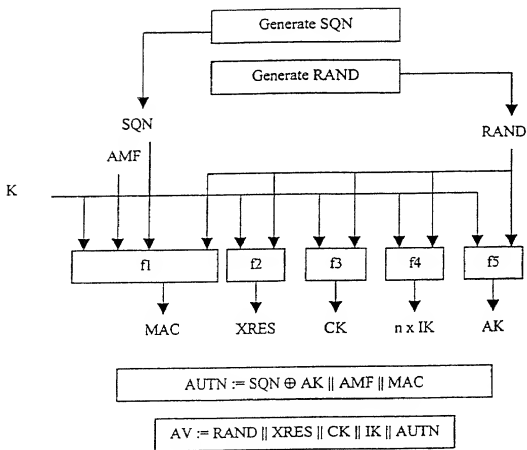 Generate SQN
Generate RAND
SQN
RAND
AMF
K
f1
f2
f3
f4
f5
MAC
XRES
CK
n x IK
AK
AUTN := SQN ⊕ AK || AMF || MAC
AV := RAND || XRES || CK || IK || AUTN